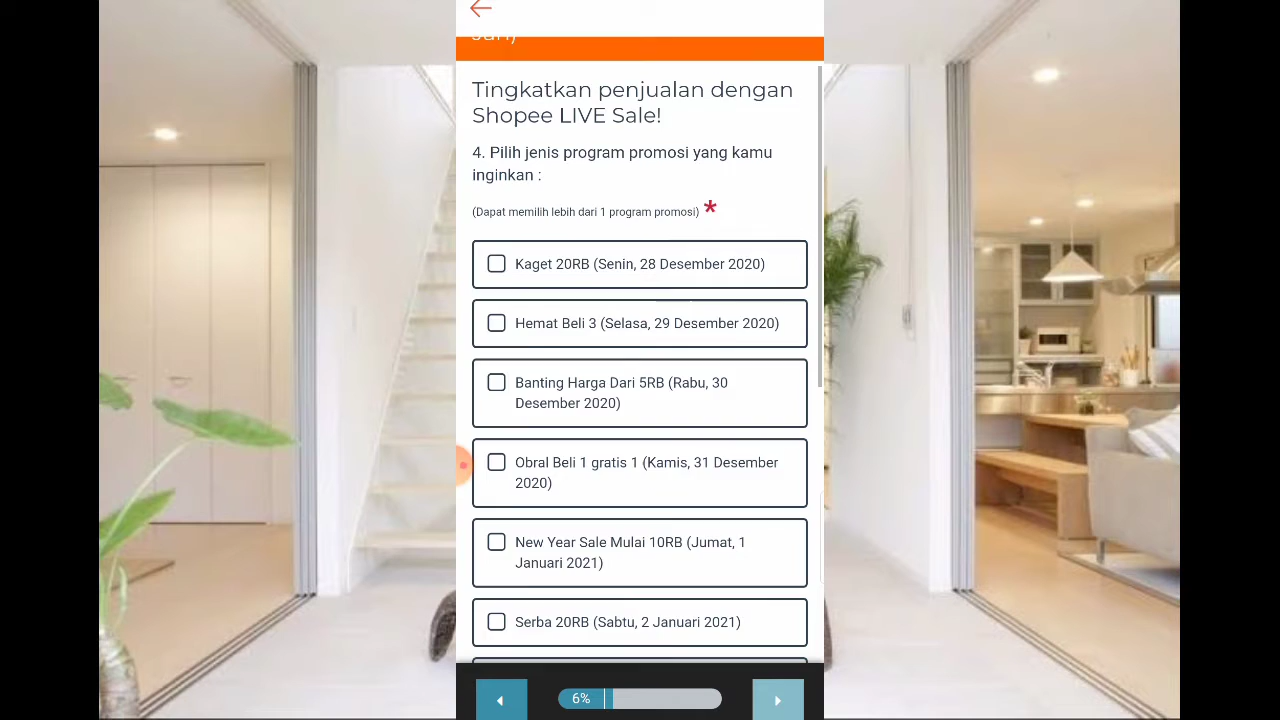 Tingkatkan penjualan dengan
Shopee LIVE Sale!
4. Pilih jenis program promosi yang kamu
inginkan :
(Dapat memilih lebih dari 1 program promosi) *
Kaget 20RB (Senin, 28 Desember 2020)
Hemat Beli 3 (Selasa, 29 Desember 2020)
Banting Harga Dari 5RB (Rabu, 30
Desember 2020)
Obral Beli 1 gratis 1 (Kamis, 31 Desember
2020)
New Year Sale Mulai 10RB (Jumat, 1
Januari 2021)
Serba 20RB (Sabtu, 2 Januari 2021)
6%